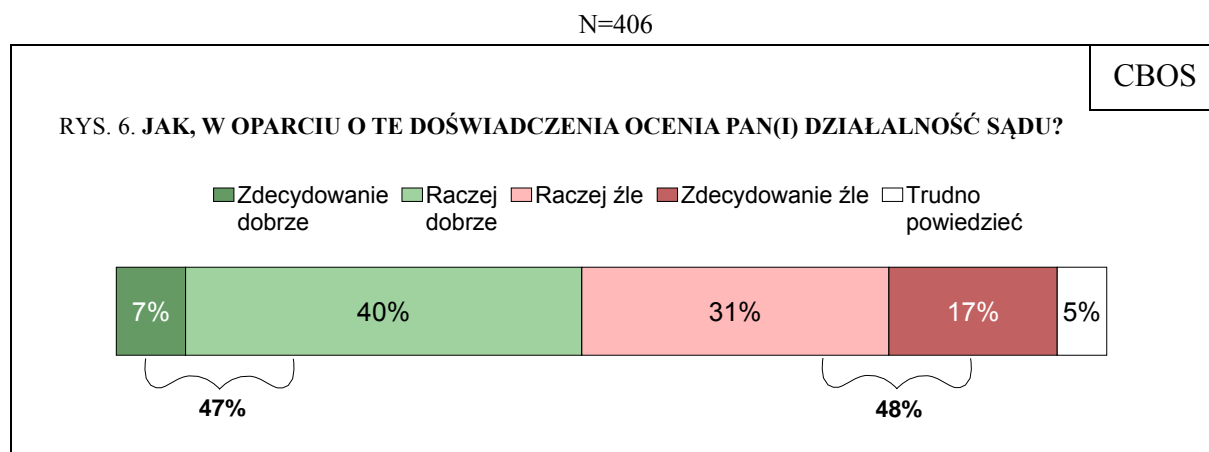 N=406
CBOS
RYS. 6. JAK, W OPARCIU O TE DOŚWIADCZENIA OCENIA PAN(I) DZIAŁALNOŚĆ SĄDU?
Zdecydowanie dobrze
Raczej dobrze
Raczej źle
Zdecydowanie źle
Trudno powiedzieć
7%
40%
31%
17%
5%
47%
48%